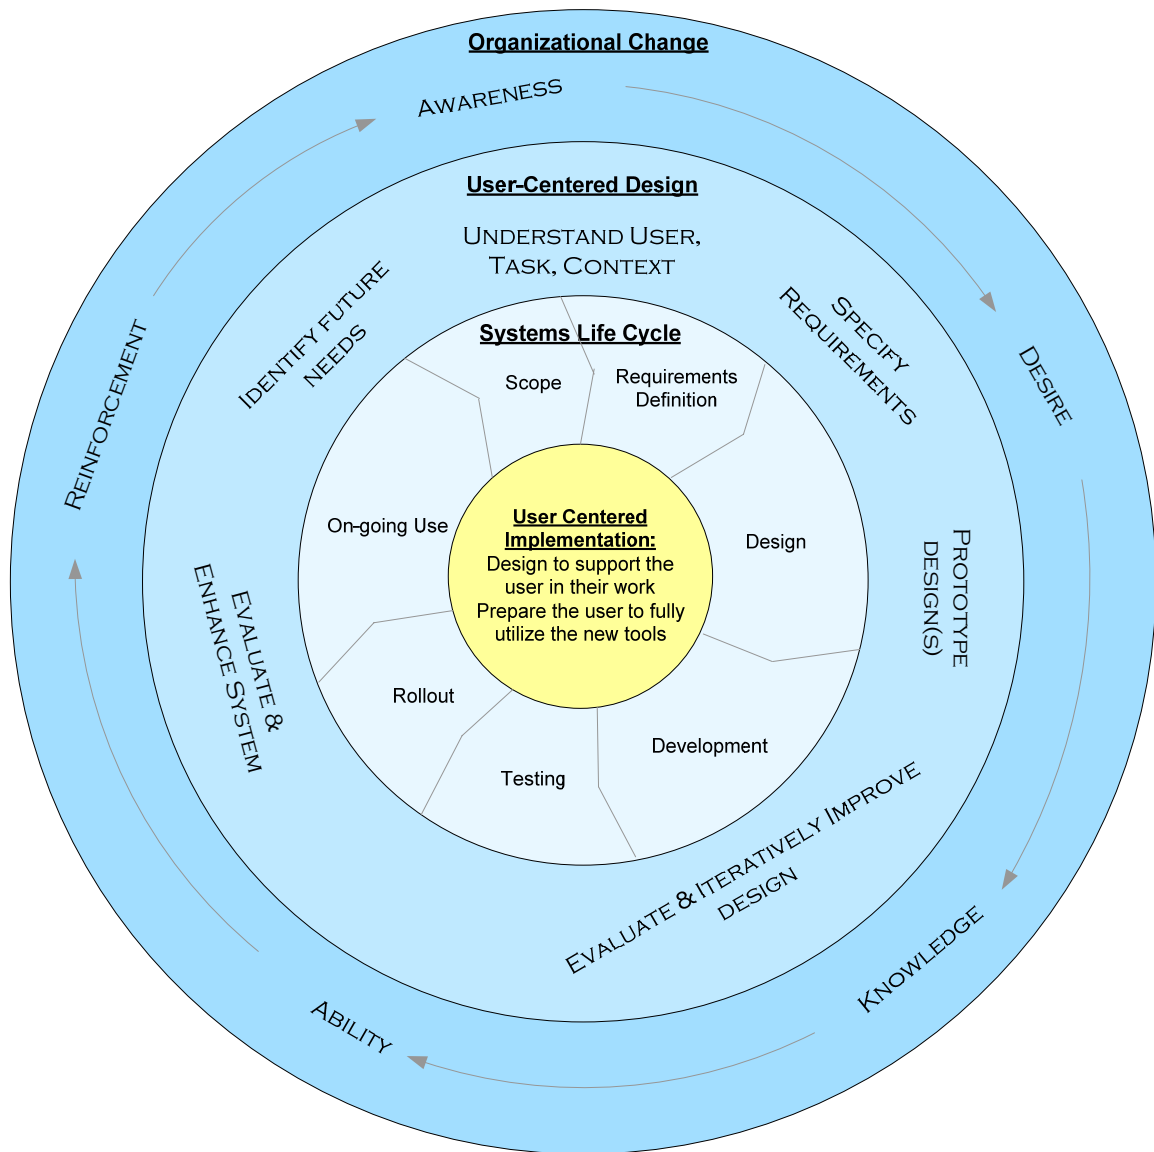 Organizational Change
AWARENESS
DESIRE
KNOWLEDGE
ABILITY
REINFORCEMENT
User-Centered Design
UNDERSTAND USER,
TASK, CONTEXT
SPECIFY
REQUIREMENTS
PROTOTYPE
DESIGN(S)
EVALUATE & ITERATIVELY IMPROVE
DESIGN
EVALUATE &
ENHANCE SYSTEM
IDENTIFY FUTURE
NEEDS
Systems Life Cycle
Scope
Requirements
Definition
Design
Development
Testing
Rollout
On-going Use
User Centered
Implementation:
Design to support the
user in their work
Prepare the user to fully
utilize the new tools